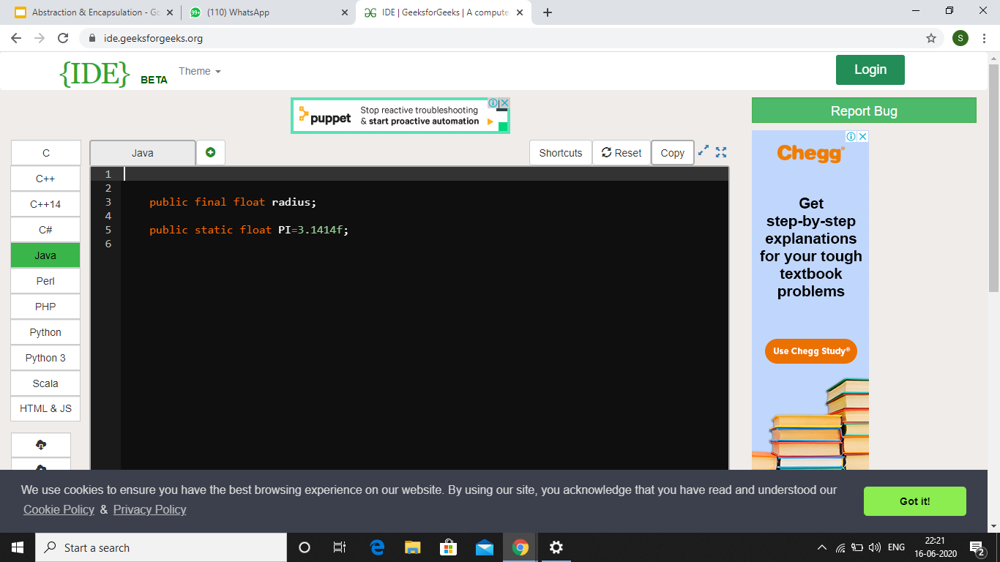 Abstraction & Encapsulation - Go
99+
(110) WhatsApp
IDE | GeeksforGeeks | A compute
ide.geeksforgeeks.org
S
{IDE} BETA
Theme
Login
puppet
Stop reactive troubleshooting
& start proactive automation
Report Bug
C
C++
C++14
C#
Java
Perl
PHP
Python
Python 3
Scala
HTML & JS
Java
Shortcuts
Reset
Copy
1
2
3 public final float radius;
4
5 public static float PI=3.1414f;
6
Chegg®
Get
step-by-step
explanations
for your tough
textbook
problems
Use Chegg Study®
We use cookies to ensure you have the best browsing experience on our website. By using our site, you acknowledge that you have read and understood our
Cookie Policy & Privacy Policy
Got it!
Start a search
ENG
22:21
16-06-2020
2